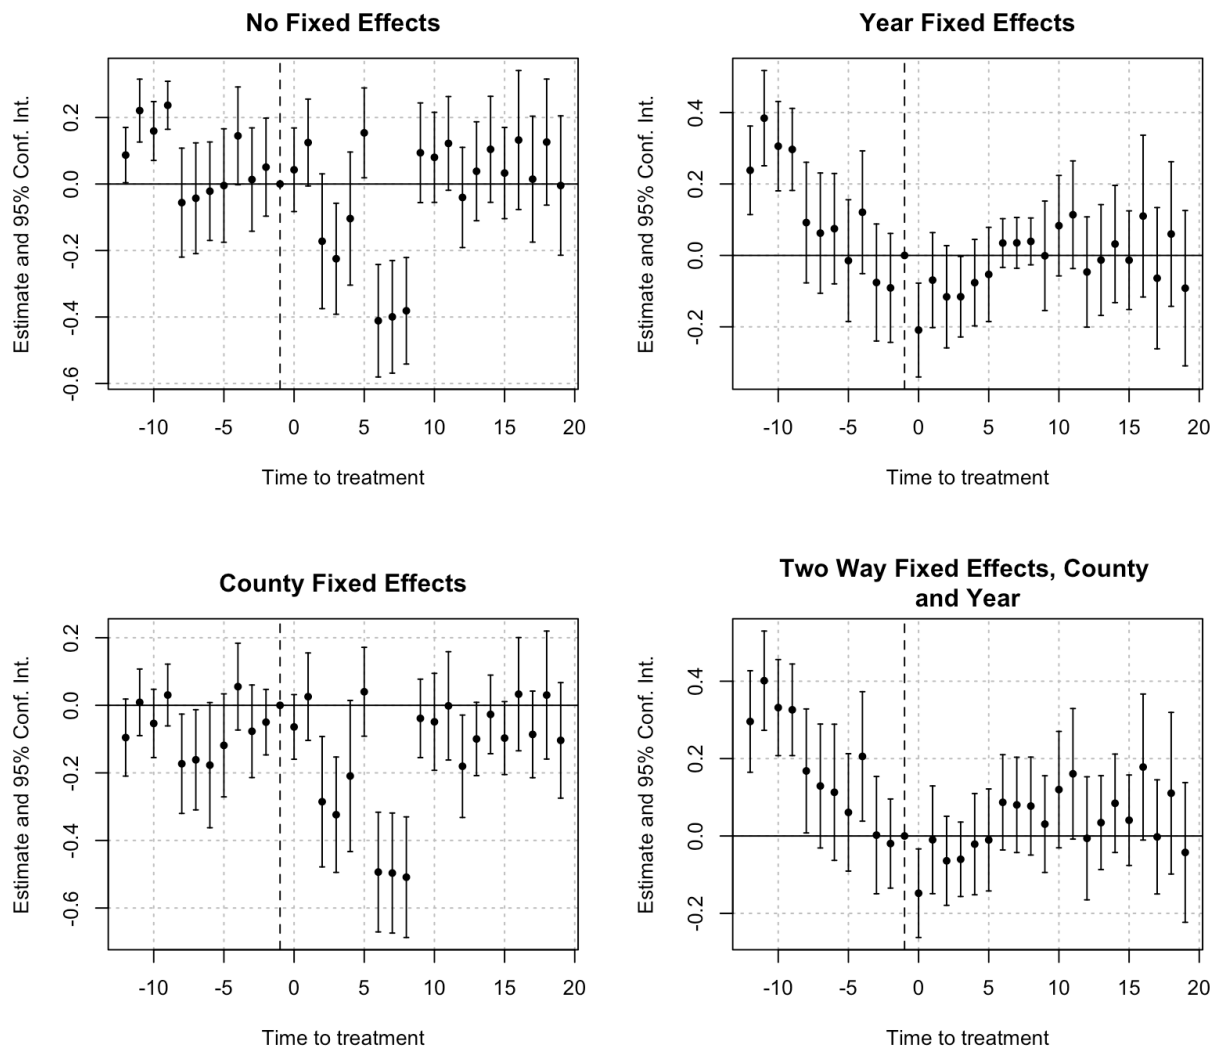 No Fixed Effects
Estimate and 95% Conf. Int.
0.2
0.0
-0.2
-0.4
-0.6
-10 -5 0 5 10 15 20
Time to treatment
Year Fixed Effects
Estimate and 95% Conf. Int.
0.4
0.2
0.0
-0.2
-10 -5 0 5 10 15 20
Time to treatment
County Fixed Effects
Estimate and 95% Conf. Int.
0.2
0.0
-0.2
-0.4
-0.6
-10 -5 0 5 10 15 20
Time to treatment
Two Way Fixed Effects, County
and Year
Estimate and 95% Conf. Int.
0.4
0.2
0.0
-0.2
-10 -5 0 5 10 15 20
Time to treatment